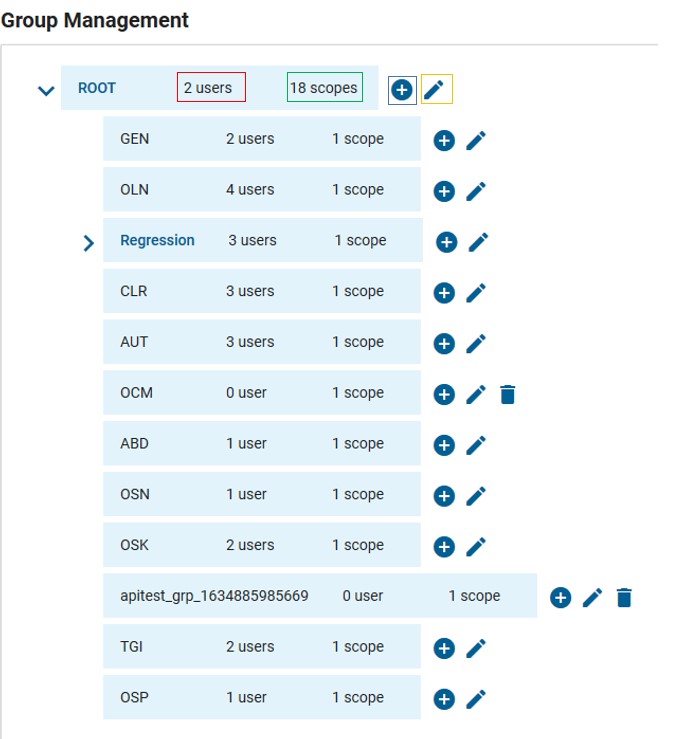 Group Management
ROOT 2 users 18 scopes
GEN 2 users 1 scope
OLN 4 users 1 scope
Regression 3 users 1 scope
CLR 3 users 1 scope
AUT 3 users 1 scope
OCM 0 user 1 scope
ABD 1 user 1 scope
OSN 1 user 1 scope
OSK 2 users 1 scope
apitest_grp_1634885985669 0 user 1 scope
TGI 2 users 1 scope
OSP 1 user 1 scope